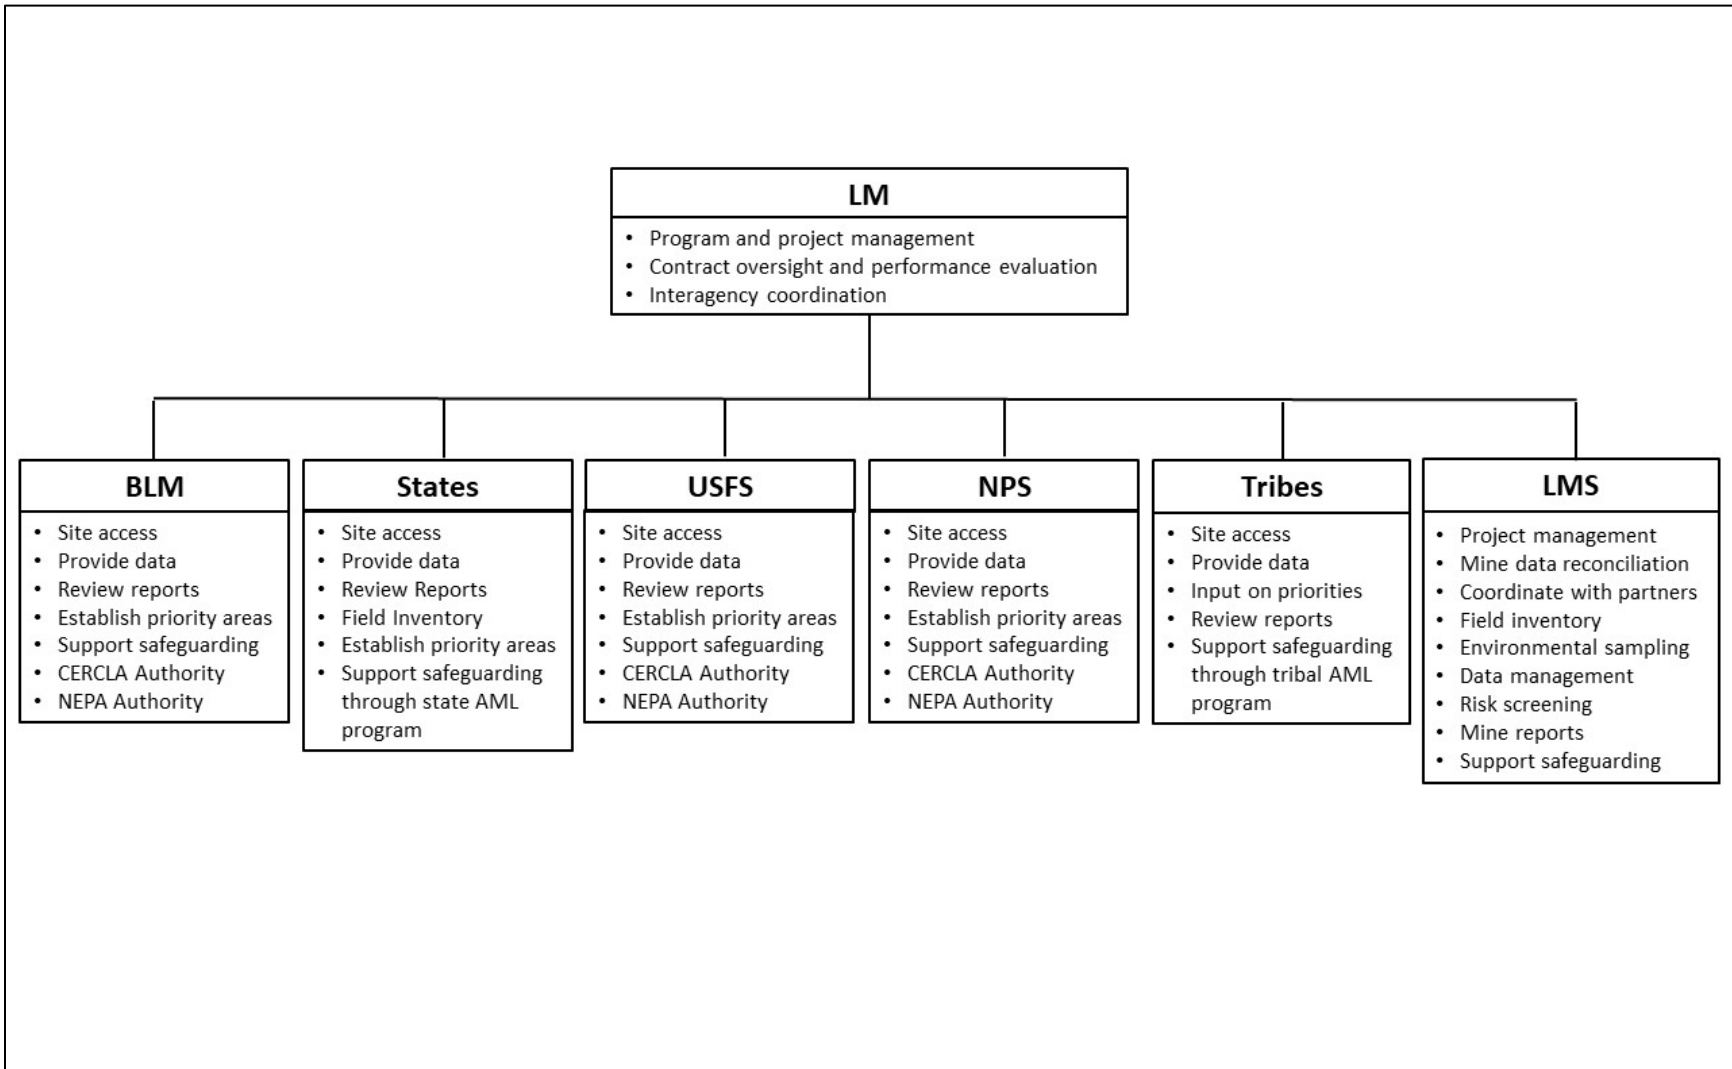 LM
• Program and project management
• Contract oversight and performance evaluation
• Interagency coordination
BLM
• Site access
• Provide data
• Review reports
• Establish priority areas
• Support safeguarding
• CERCLA Authority
• NEPA Authority
States
• Site access
• Provide data
• Review Reports
• Field Inventory
• Establish priority areas
• Support safeguarding
through state AML
program
USFS
• Site access
• Provide data
• Review reports
• Establish priority areas
• Support safeguarding
• CERCLA Authority
• NEPA Authority
NPS
• Site access
• Provide data
• Review reports
• Establish priority areas
• Support safeguarding
• CERCLA Authority
• NEPA Authority
Tribes
• Site access
• Provide data
• Input on priorities
• Review reports
• Support safeguarding
through tribal AML
program
LMS
• Project management
• Mine data reconciliation
• Coordinate with partners
• Field inventory
• Environmental sampling
• Data management
• Risk screening
• Mine reports
• Support safeguarding